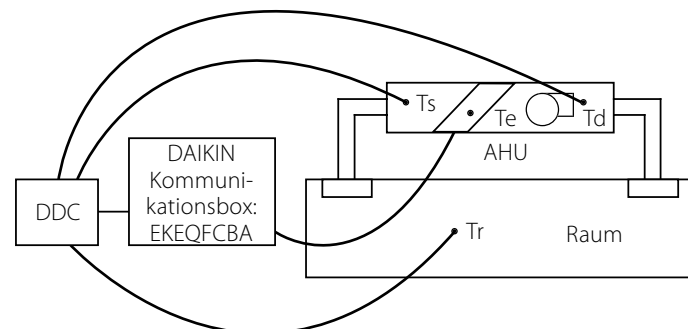 Ts
Te
Td
AHU
DAIKIN
Kommuni-
kationsbox:
EKEQFCBA
DDC
Tr
Raum